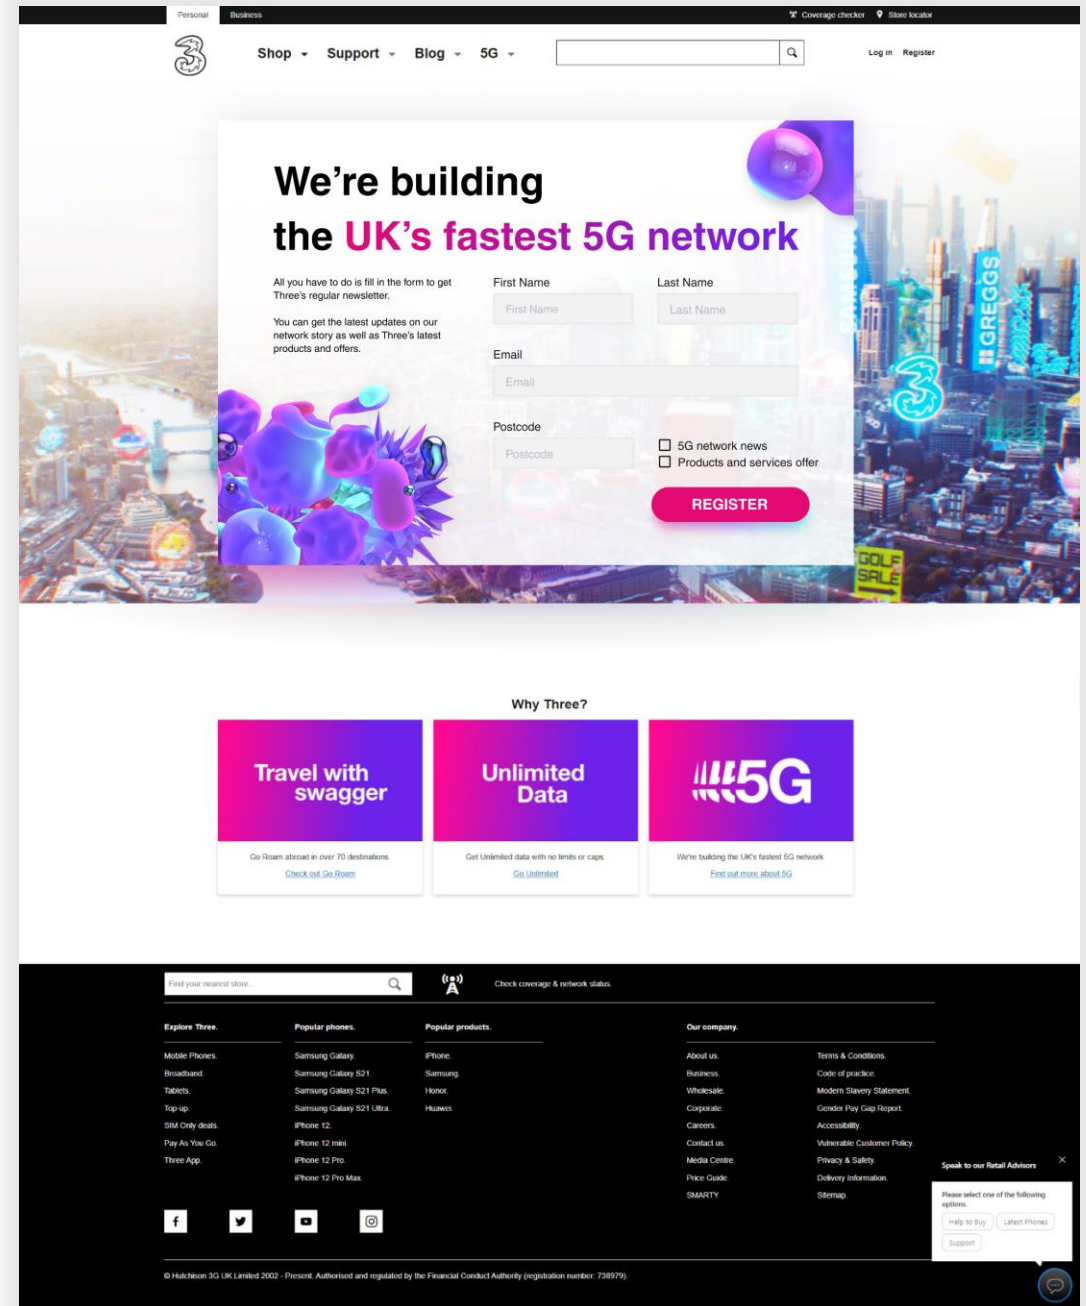 Personal Business Coverage checker Store locator
Shop Support Blog 5G Log in Register
We're building
the UK's fastest 5G network
All you have to do is fill in the form to get
Three's regular newsletter.
You can get the latest updates on our
network story as well as Three's latest
products and offers.
First Name Last Name
First Name Last Name
Email
Email
Postcode
Postcode
5G network news
Products and services offer
REGISTER
GREGGS
GOLF
SALE
Why Three?
Travel with
swagger
Go Roam abroad in over 70 destinations.
Check out Go Roam
Unlimited
Data
Get Unlimited data with no limits or caps.
Go Unlimited
5G
We're building the UK's fastest 5G network.
Find out more about 5G
Find your nearest store...
Check coverage & network status.
Explore Three.
Mobile Phones.
Broadband.
Tablets.
Top-up.
SIM Only deals.
Pay As You Go.
Three App.
Popular phones.
Samsung Galaxy.
Samsung Galaxy S21.
Samsung Galaxy S21 Plus.
Samsung Galaxy S21 Ultra.
iPhone 12.
iPhone 12 mini.
iPhone 12 Pro.
iPhone 12 Pro Max.
Popular products.
iPhone.
Samsung.
Honor.
Huawei.
Our company.
About us.
Business.
Wholesale.
Corporate.
Careers.
Contact us.
Media Centre.
Price Guide.
SMARTY
Terms & Conditions.
Code of practice.
Modern Slavery Statement.
Gender Pay Gap Report.
Accessibility.
Vulnerable Customer Policy.
Privacy & Safety.
Delivery Information.
Sitemap.
Speak to our Retail Advisors
Please select one of the following
options.
Help to Buy Latest Phones
Support
© Hutchison 3G UK Limited 2002 - Present. Authorised and regulated by the Financial Conduct Authority (registration number: 738979).